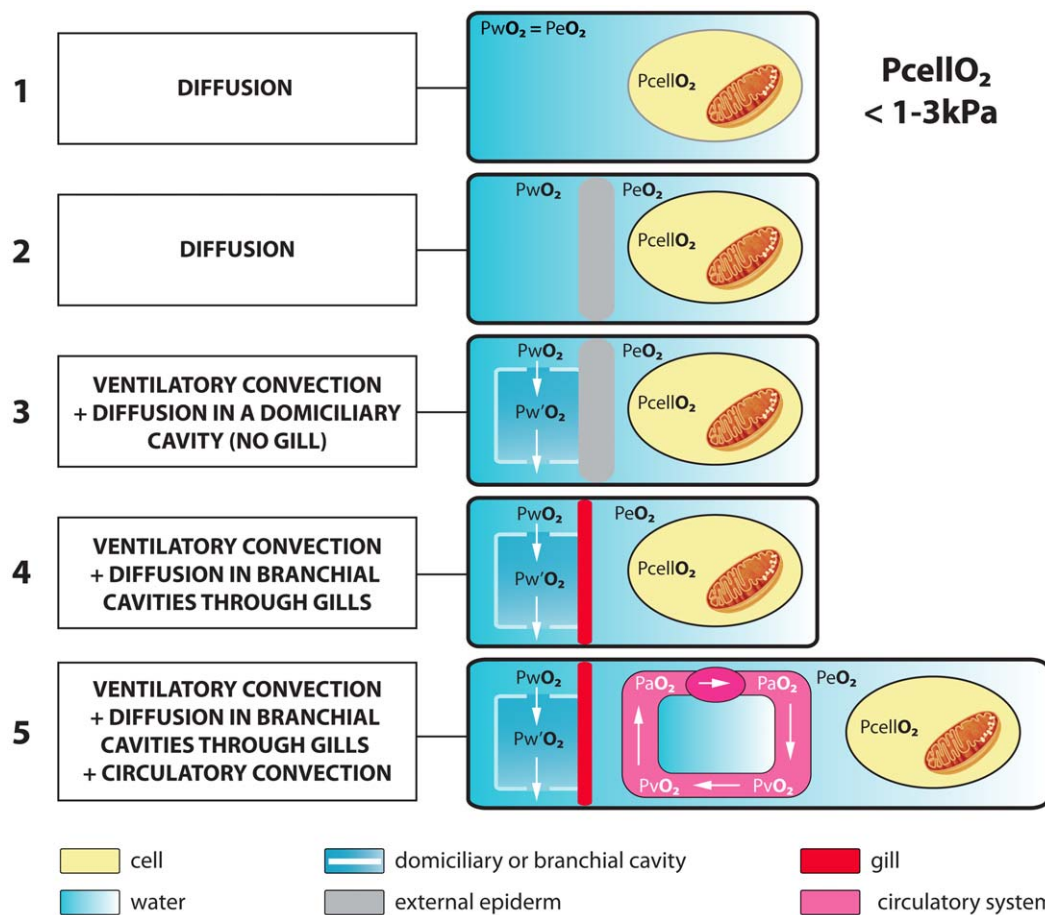 1
DIFFUSION
PwO₂ = PeO₂
PcellO₂
PcellO₂
< 1-3kPa
2
DIFFUSION
PwO₂
PeO₂
PcellO₂
3
VENTILATORY CONVECTION
+ DIFFUSION IN A DOMICILIARY
CAVITY (NO GILL)
PwO₂
Pw'O₂
PeO₂
PcellO₂
4
VENTILATORY CONVECTION
+ DIFFUSION IN BRANCHIAL
CAVITIES THROUGH GILLS
PwO₂
Pw'O₂
PeO₂
PcellO₂
5
VENTILATORY CONVECTION
+ DIFFUSION IN BRANCHIAL
CAVITIES THROUGH GILLS
+ CIRCULATORY CONVECTION
PwO₂
Pw'O₂
PaO₂
PaO₂
PvO₂
PvO₂
PeO₂
PcellO₂
cell
domiciliary or branchial cavity
gill
water
external epiderm
circulatory system